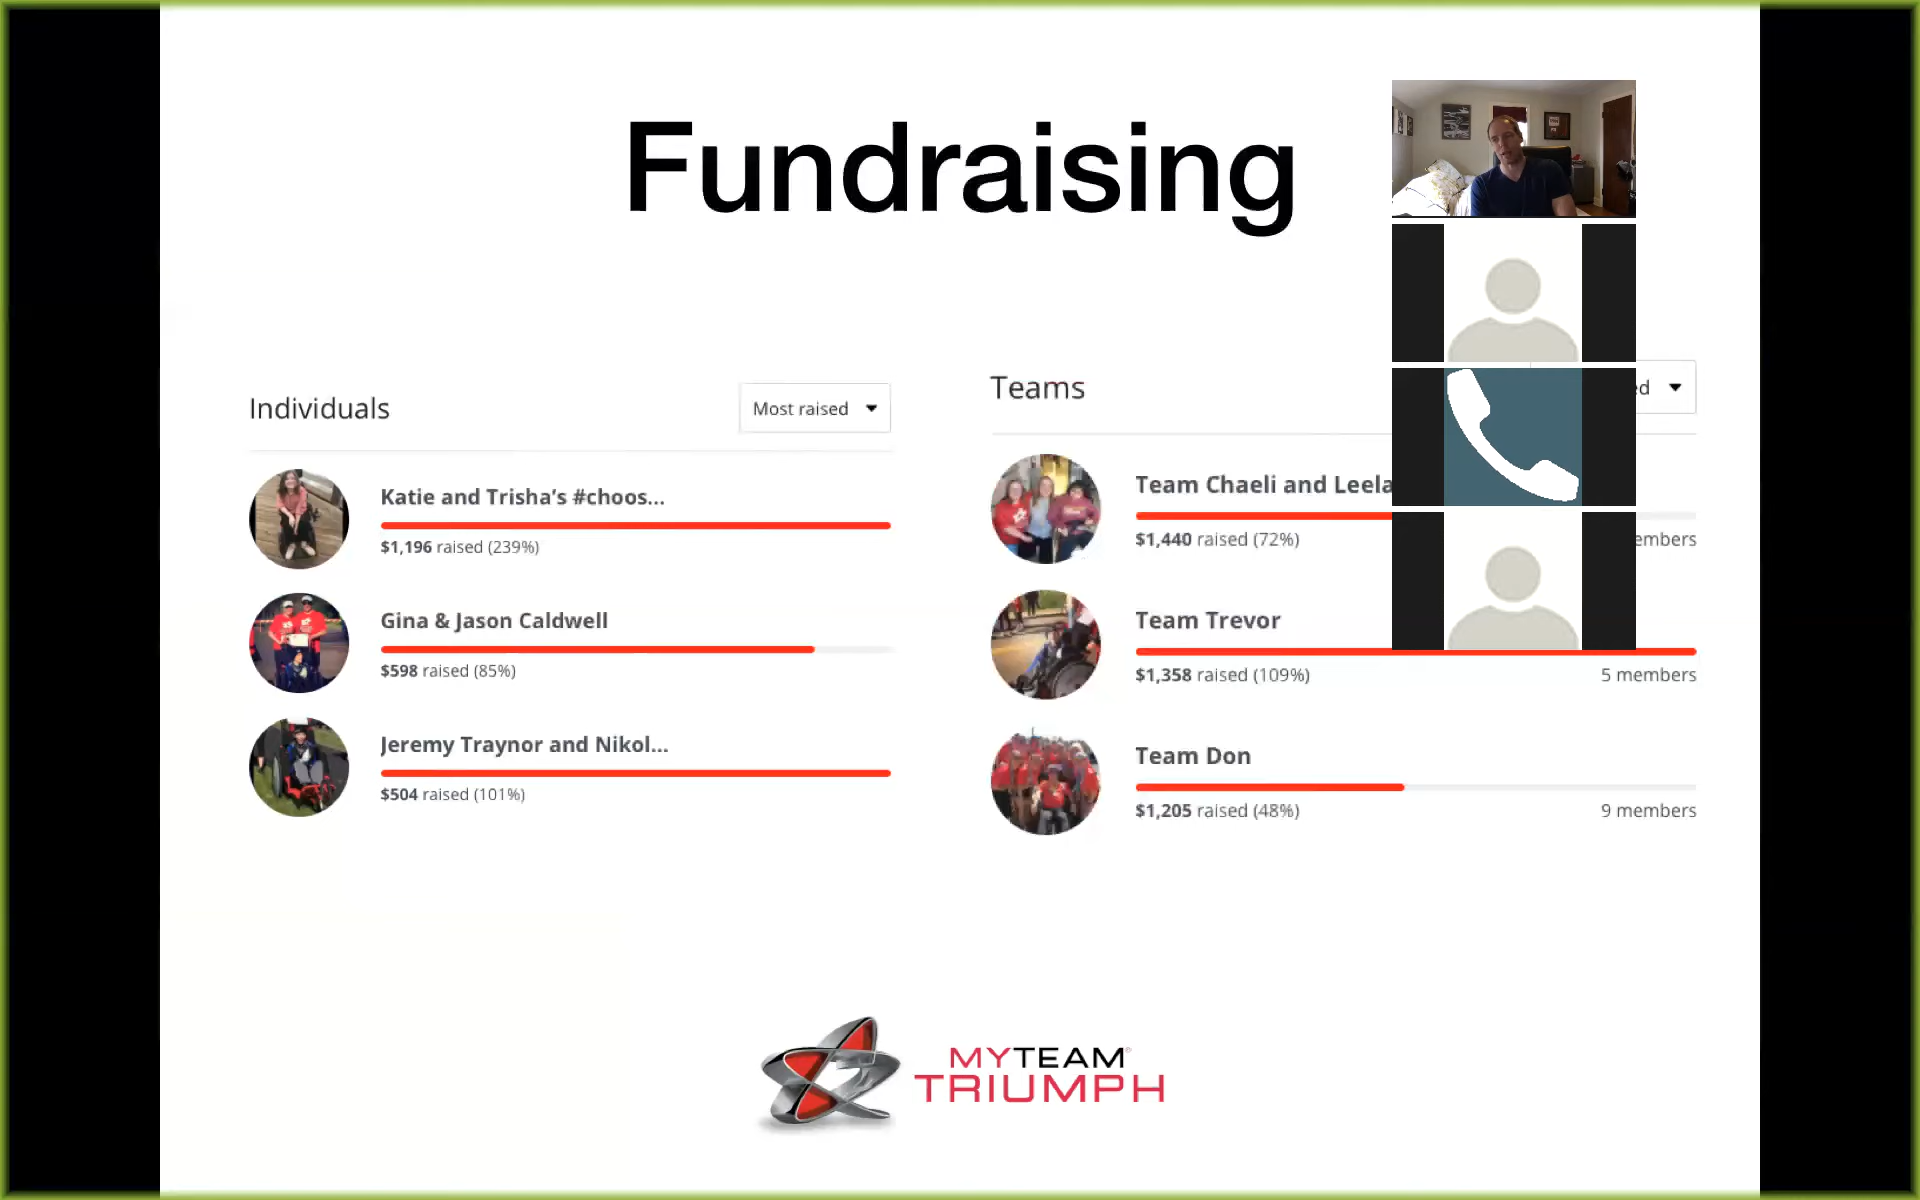 Fundraising
Individuals
Most raised
Katie and Trisha's #choos...
$1,196 raised (239%)
Gina & Jason Caldwell
$598 raised (85%)
Jeremy Traynor and Nikol...
$504 raised (101%)
Teams
Team Chaeli and Leela
$1,440 raised (72%)
Team Trevor
$1,358 raised (109%)
5 members
Team Don
$1,205 raised (48%)
9 members
MYTEAM
TRIUMPH